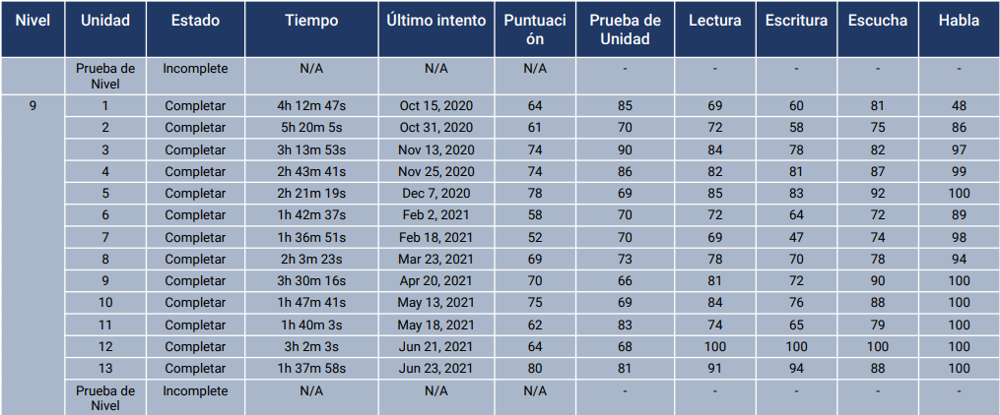 Nivel Unidad Estado Tiempo Último intento Puntuaci Prueba de Lectura Escritura Escucha Habla
ón Unidad
Prueba de Incomplete N/A N/A N/A - - - - -
Nivel
9 1 Completar 4h 12m 47s Oct 15, 2020 64 85 69 60 81 48
2 Completar 5h 20m 5s Oct 31, 2020 61 70 72 58 75 86
3 Completar 3h 13m 53s Nov 13, 2020 74 90 84 78 82 97
4 Completar 2h 43m 41s Nov 25, 2020 74 86 82 81 87 99
5 Completar 2h 21m 19s Dec 7, 2020 78 69 85 83 92 100
6 Completar 1h 42m 37s Feb 2, 2021 58 70 72 64 72 89
7 Completar 1h 36m 51s Feb 18, 2021 52 70 69 47 74 98
8 Completar 2h 3m 23s Mar 23, 2021 69 73 78 70 78 94
9 Completar 3h 30m 16s Apr 20, 2021 70 66 81 72 90 100
10 Completar 1h 47m 41s May 13, 2021 75 69 84 76 88 100
11 Completar 1h 40m 3s May 18, 2021 62 83 74 65 79 100
12 Completar 3h 2m 3s Jun 21, 2021 64 68 100 100 100 100
13 Completar 1h 37m 58s Jun 23, 2021 80 81 91 94 88 100
Prueba de Incomplete N/A N/A N/A - - - - -
Nivel